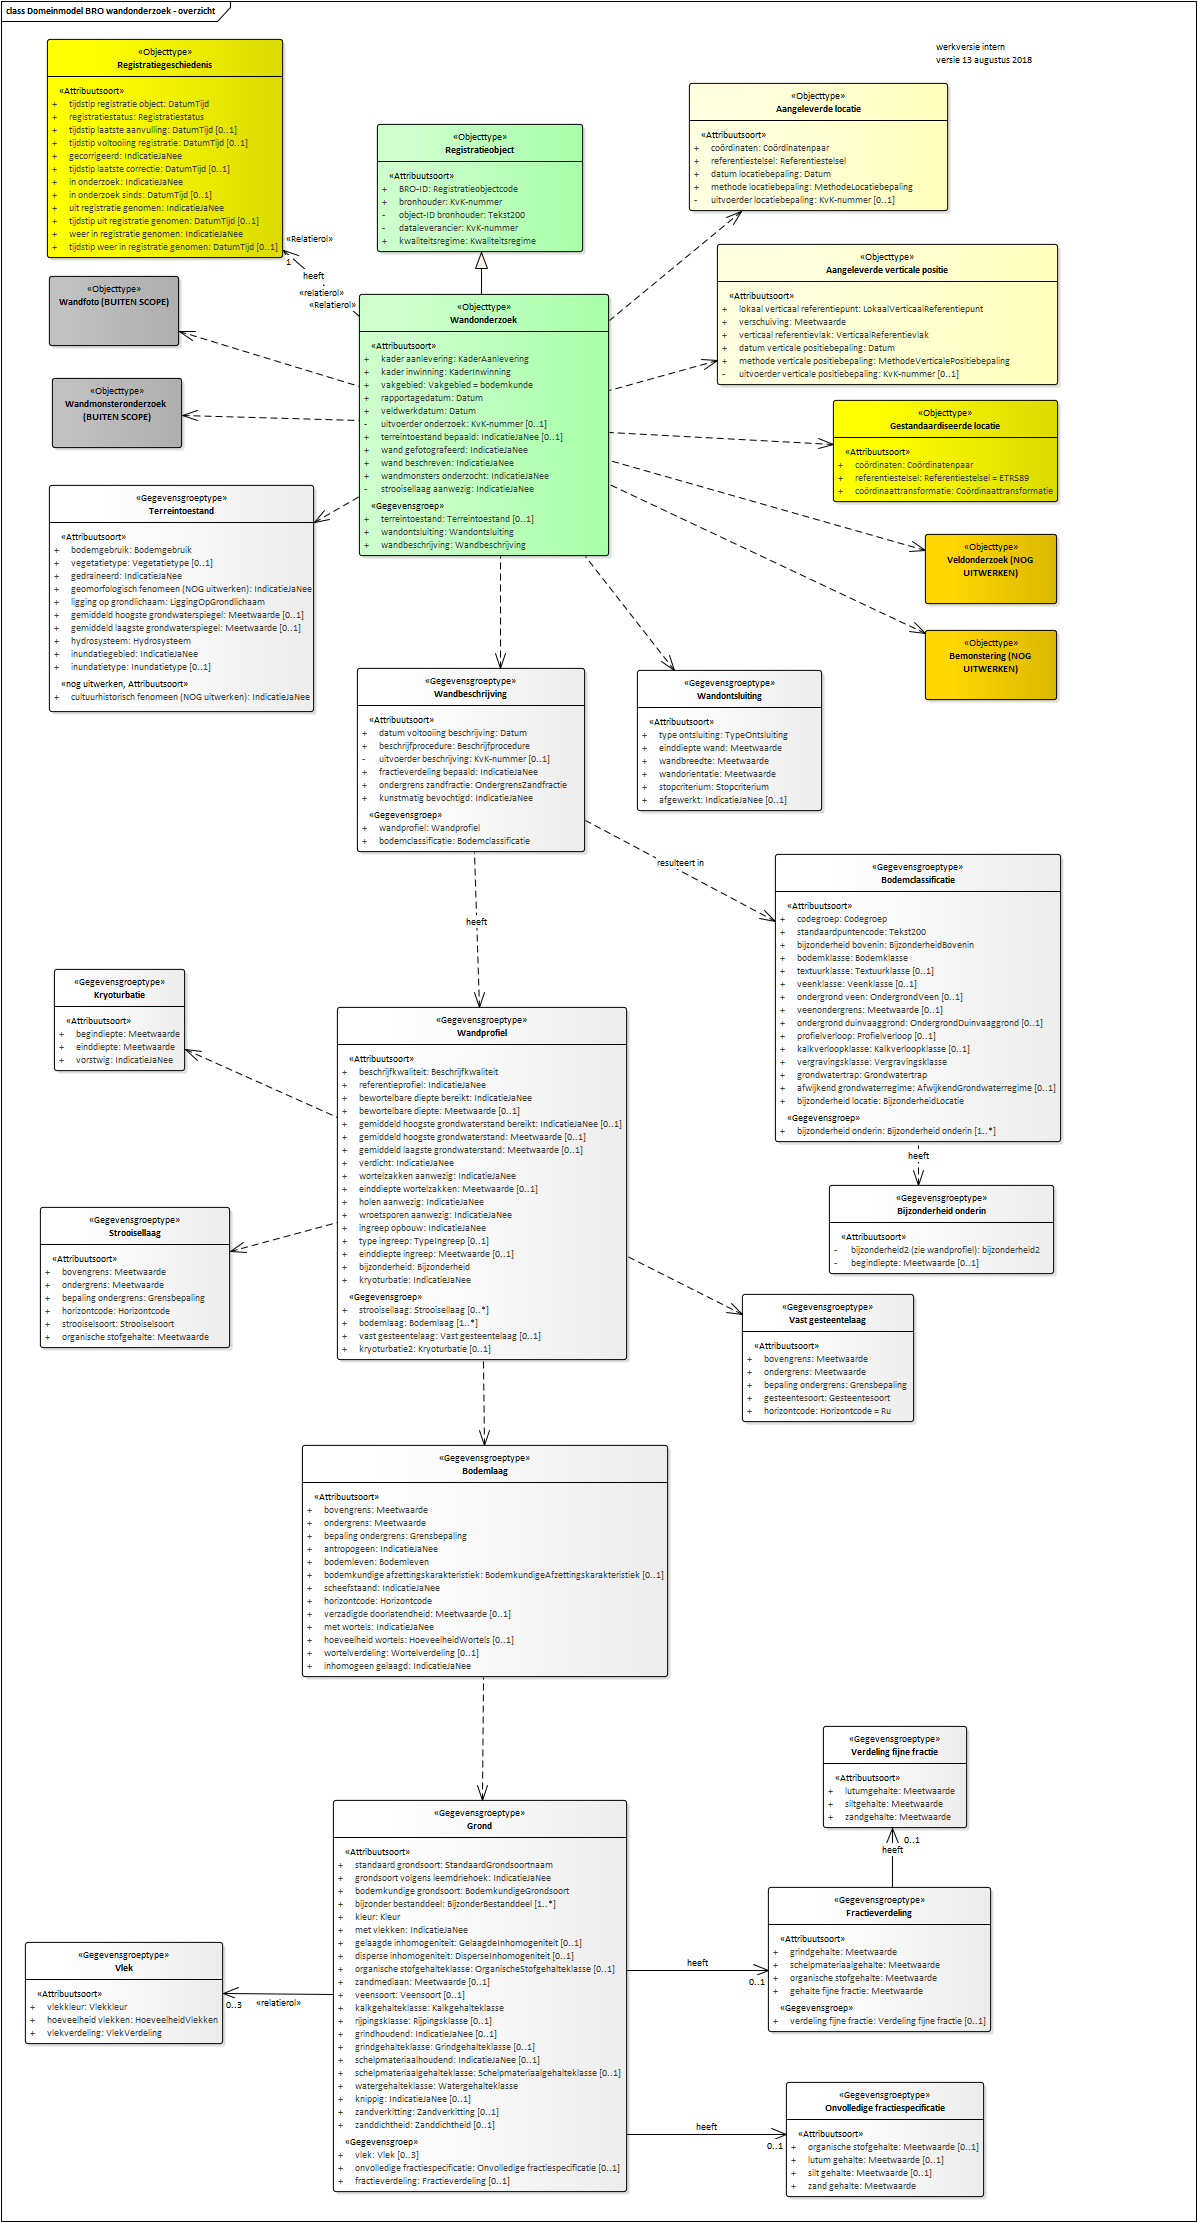 class Domeinmodel BRO wandonderzoek - overzicht
werkversie intern
versie 13 augustus 2018
«Objecttype»
Registratiegeschiedenis
«Attribuutsoort»
+ tijdstip registratie object: DatumTijd
+ registratiestatus: Registratiestatus
+ tijdstip laatste aanvulling: DatumTijd [0..1]
+ tijdstip voltooiing registratie: DatumTijd [0..1]
+ gecorrigeerd: IndicatieJaNee
+ tijdstip laatste correctie: DatumTijd [0..1]
+ in onderzoek: IndicatieJaNee
+ in onderzoek sinds: DatumTijd [0..1]
+ uit registratie genomen: IndicatieJaNee
+ tijdstip uit registratie genomen: DatumTijd [0..1]
+ weer in registratie genomen: IndicatieJaNee
+ tijdstip weer in registratie genomen: DatumTijd [0..1]
«Objecttype»
Registratieobject
«Attribuutsoort»
+ BRO-ID: Registratieobjectcode
+ bronhouder: KvK-nummer
- object-ID bronhouder: Tekst200
- dataleverancier: KvK-nummer
+ kwaliteitsregime: Kwaliteitsregime
«Objecttype»
Aangeleverde locatie
«Attribuutsoort»
+ coördinaten: Coördinatenpaar
+ referentiestelsel: Referentiestelsel
+ datum locatiebepaling: Datum
+ methode locatiebepaling: MethodeLocatiebepaling
- uitvoerder locatiebepaling: KvK-nummer [0..1]
«Relatierol»
1
heeft
«relatierol»
«Relatierol»
«Objecttype»
Aangeleverde verticale positie
«Attribuutsoort»
+ lokaal verticaal referentiepunt: LokaalVerticaalReferentiepunt
+ verschuiving: Meetwaarde
+ verticaal referentievlak: VerticaalReferentievlak
+ datum verticale positiebepaling: Datum
+ methode verticale positiebepaling: MethodeVerticalePositiebepaling
- uitvoerder verticale positiebepaling: KvK-nummer [0..1]
«Objecttype»
Wandfoto (BUITEN SCOPE)
«Objecttype»
Wandmonsteronderzoek
(BUITEN SCOPE)
«Objecttype»
Wandonderzoek
«Attribuutsoort»
+ kader aanlevering: KaderAanlevering
+ kader inwinning: KaderInwinning
+ vakgebied: Vakgebied = bodemkunde
+ rapportagedatum: Datum
+ veldwerkdatum: Datum
- uitvoerder onderzoek: KvK-nummer [0..1]
+ terreintoestand bepaald: IndicatieJaNee [0..1]
+ wand gefotografeerd: IndicatieJaNee
+ wand beschreven: IndicatieJaNee
+ wandmonsters onderzocht: IndicatieJaNee
- strooisellaag aanwezig: IndicatieJaNee
«Gegevensgroep»
+ terreintoestand: Terreintoestand [0..1]
+ wandontsluiting: Wandontsluiting
+ wandbeschrijving: Wandbeschrijving
«Objecttype»
Gestandaardiseerde locatie
«Attribuutsoort»
+ coördinaten: Coördinatenpaar
+ referentiestelsel: Referentiestelsel = ETRS89
+ coördinaattransformatie: Coördinaattransformatie
«Objecttype»
Veldonderzoek (NOG
UITWERKEN)
«Objecttype»
Bemonstering (NOG
UITWERKEN)
«Gegevensgroeptype»
Terreintoestand
«Attribuutsoort»
+ bodemgebruik: Bodemgebruik
+ vegetatietype: Vegetatietype [0..1]
+ gedraineerd: IndicatieJaNee
+ geomorfologisch fenomeen (NOG uitwerken): IndicatieJaNee
+ ligging op grondlichaam: LiggingOpGrondlichaam
+ gemiddeld hoogste grondwaterspiegel: Meetwaarde [0..1]
+ gemiddeld laagste grondwaterspiegel: Meetwaarde [0..1]
+ hydrosysteem: Hydrosysteem
+ inundatiegebied: IndicatieJaNee
+ inundatietype: Inundatietype [0..1]
«nog uitwerken, Attribuutsoort»
+ cultuurhistorisch fenomeen (NOG uitwerken): IndicatieJaNee
«Gegevensgroeptype»
Wandbeschrijving
«Attribuutsoort»
+ datum voltooiing beschrijving: Datum
+ beschrijfprocedure: Beschrijfprocedure
- uitvoerder beschrijving: KvK-nummer [0..1]
+ fractieverdeling bepaald: IndicatieJaNee
+ ondergrens zandfractie: OndergrensZandfractie
+ kunstmatig bevochtigd: IndicatieJaNee
«Gegevensgroep»
+ wandprofiel: Wandprofiel
+ bodemclassificatie: Bodemclassificatie
«Gegevensgroeptype»
Wandontsluiting
«Attribuutsoort»
+ type ontsluiting: TypeOntsluiting
+ einddiepte wand: Meetwaarde
+ wandbreedte: Meetwaarde
+ wandorientatie: Meetwaarde
+ stopcriterium: Stopcriterium
+ afgewerkt: IndicatieJaNee [0..1]
resulteert in
heeft
«Gegevensgroeptype»
Bodemclassificatie
«Attribuutsoort»
+ codegroep: Codegroep
+ standaardpuntencode: Tekst200
+ bijzonderheid bovenin: BijzonderheidBovenin
+ bodemklasse: Bodemklasse
+ textuurklasse: Textuurklasse [0..1]
+ veenklasse: Veenklasse [0..1]
+ ondergrond veen: OndergrondVeen [0..1]
+ veenondergrens: Meetwaarde [0..1]
+ ondergrond duinvaaggrond: OndergrondDuinvaaggrond [0..1]
+ profielverloop: Profielverloop [0..1]
+ kalkverloopklasse: Kalkverloopklasse [0..1]
+ vergravingsklasse: Vergravingsklasse
+ grondwatertrap: Grondwatertrap
+ afwijkend grondwaterregime: AfwijkendGrondwaterregime [0..1]
+ bijzonderheid locatie: BijzonderheidLocatie
«Gegevensgroep»
+ bijzonderheid onderin: Bijzonderheid onderin [1..*]
heeft
«Gegevensgroeptype»
Bijzonderheid onderin
«Attribuutsoort»
- bijzonderheid2 (zie wandprofiel): bijzonderheid2
- begindiepte: Meetwaarde [0..1]
«Gegevensgroeptype»
Kryoturbatie
«Attribuutsoort»
+ begindiepte: Meetwaarde
+ einddiepte: Meetwaarde
+ vorstwig: IndicatieJaNee
«Gegevensgroeptype»
Wandprofiel
«Attribuutsoort»
+ beschrijfkwaliteit: Beschrijfkwaliteit
+ referentieprofiel: IndicatieJaNee
+ bewortelbare diepte bereikt: IndicatieJaNee
+ bewortelbare diepte: Meetwaarde [0..1]
+ gemiddeld hoogste grondwaterstand bereikt: IndicatieJaNee [0..1]
+ gemiddeld hoogste grondwaterstand: Meetwaarde [0..1]
+ gemiddeld laagste grondwaterstand: Meetwaarde [0..1]
+ verdicht: IndicatieJaNee
+ wortelzakken aanwezig: IndicatieJaNee
+ einddiepte wortelzakken: Meetwaarde [0..1]
+ holen aanwezig: IndicatieJaNee
+ wroetsporen aanwezig: IndicatieJaNee
+ ingreep opbouw: IndicatieJaNee
+ type ingreep: TypeIngreep [0..1]
+ einddiepte ingreep: Meetwaarde [0..1]
+ bijzonderheid: Bijzonderheid
+ kryoturbatie: IndicatieJaNee
«Gegevensgroep»
+ strooisellaag: Strooisellaag [0..*]
+ bodemlaag: Bodemlaag [1..*]
+ vast gesteentelaag: Vast gesteentelaag [0..1]
+ kryoturbatie2: Kryoturbatie [0..1]
«Gegevensgroeptype»
Strooisellaag
«Attribuutsoort»
+ bovengrens: Meetwaarde
+ ondergrens: Meetwaarde
+ bepaling ondergrens: Grensbepaling
+ horizontcode: Horizontcode
+ strooiselsoort: Strooiselsoort
+ organische stofgehalte: Meetwaarde
«Gegevensgroeptype»
Vast gesteentelaag
«Attribuutsoort»
+ bovengrens: Meetwaarde
+ ondergrens: Meetwaarde
+ bepaling ondergrens: Grensbepaling
+ gesteentesoort: Gesteentesoort
+ horizontcode: Horizontcode = Ru
«Gegevensgroeptype»
Bodemlaag
«Attribuutsoort»
+ bovengrens: Meetwaarde
+ ondergrens: Meetwaarde
+ bepaling ondergrens: Grensbepaling
+ antropogeen: IndicatieJaNee
+ bodemleven: Bodemleven
+ bodemkundige afzettingskarakteristiek: BodemkundigeAfzettingskarakteristiek [0..1]
+ scheefstaand: IndicatieJaNee
+ horizontcode: Horizontcode
+ verzadigde doorlatendheid: Meetwaarde [0..1]
+ met wortels: IndicatieJaNee
+ hoeveelheid wortels: HoeveelheidWortels [0..1]
+ wortelverdeling: Wortelverdeling [0..1]
+ inhomogeen gelaagd: IndicatieJaNee
«Gegevensgroeptype»
Verdeling fijne fractie
«Attribuutsoort»
+ lutumgehalte: Meetwaarde
+ siltgehalte: Meetwaarde
+ zandgehalte: Meetwaarde
0..1
heeft
«Gegevensgroeptype»
Grond
«Attribuutsoort»
+ standaard grondsoort: StandaardGrondsoortnaam
+ grondsoort volgens leemdriehoek: IndicatieJaNee
+ bodemkundige grondsoort: BodemkundigeGrondsoort
+ bijzonder bestanddeel: BijzonderBestanddeel [1..*]
+ kleur: Kleur
+ met vlekken: IndicatieJaNee
+ gelaagde inhomogeniteit: GelaagdeInhomogeniteit [0..1]
+ disperse inhomogeniteit: DisperseInhomogeniteit [0..1]
+ organische stofgehalteklasse: OrganischeStofgehalteklasse [0..1]
+ zandmediaan: Meetwaarde [0..1]
+ veensoort: Veensoort [0..1]
+ kalkgehalteklasse: Kalkgehalteklasse
+ rijpingsklasse: Rijpingsklasse [0..1]
+ grindhoudend: IndicatieJaNee [0..1]
+ grindgehalteklasse: Grindgehalteklasse [0..1]
+ schelpmateriaalhoudend: IndicatieJaNee [0..1]
+ schelpmateriaalgehalteklasse: Schelpmateriaalgehalteklasse [0..1]
+ watergehalteklasse: Watergehalteklasse
+ knippig: IndicatieJaNee [0..1]
+ zandverkitting: Zandverkitting [0..1]
+ zanddichtheid: Zanddichtheid [0..1]
«Gegevensgroep»
+ vlek: Vlek [0..3]
+ onvolledige fractiespecificatie: Onvolledige fractiespecificatie [0..1]
+ fractieverdeling: Fractieverdeling [0..1]
«Gegevensgroeptype»
Fractieverdeling
«Attribuutsoort»
+ grindgehalte: Meetwaarde
+ schelpmateriaalgehalte: Meetwaarde
+ organische stofgehalte: Meetwaarde
+ gehalte fijne fractie: Meetwaarde
«Gegevensgroep»
+ verdeling fijne fractie: Verdeling fijne fractie [0..1]
heeft
0..1
«Gegevensgroeptype»
Vlek
«Attribuutsoort»
+ vlekkleur: Vlekkleur
+ hoeveelheid vlekken: HoeveelheidVlekken
+ vlekverdeling: VlekVerdeling
0..3
«relatierol»
heeft
0..1
«Gegevensgroeptype»
Onvolledige fractiespecificatie
«Attribuutsoort»
+ organische stofgehalte: Meetwaarde [0..1]
+ lutum gehalte: Meetwaarde [0..1]
+ silt gehalte: Meetwaarde [0..1]
+ zand gehalte: Meetwaarde